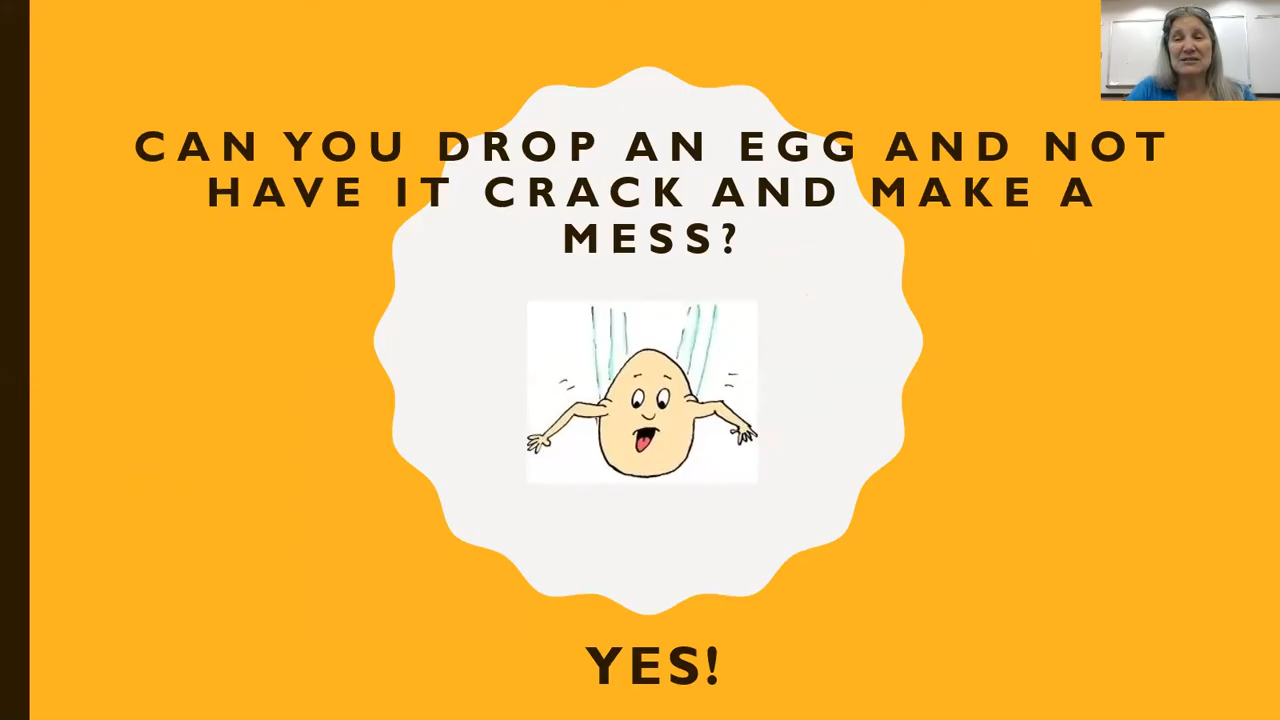 CAN YOU DROP AN EGG AND NOT
HAVE IT CRACK AND MAKE A
MESS?
YES!